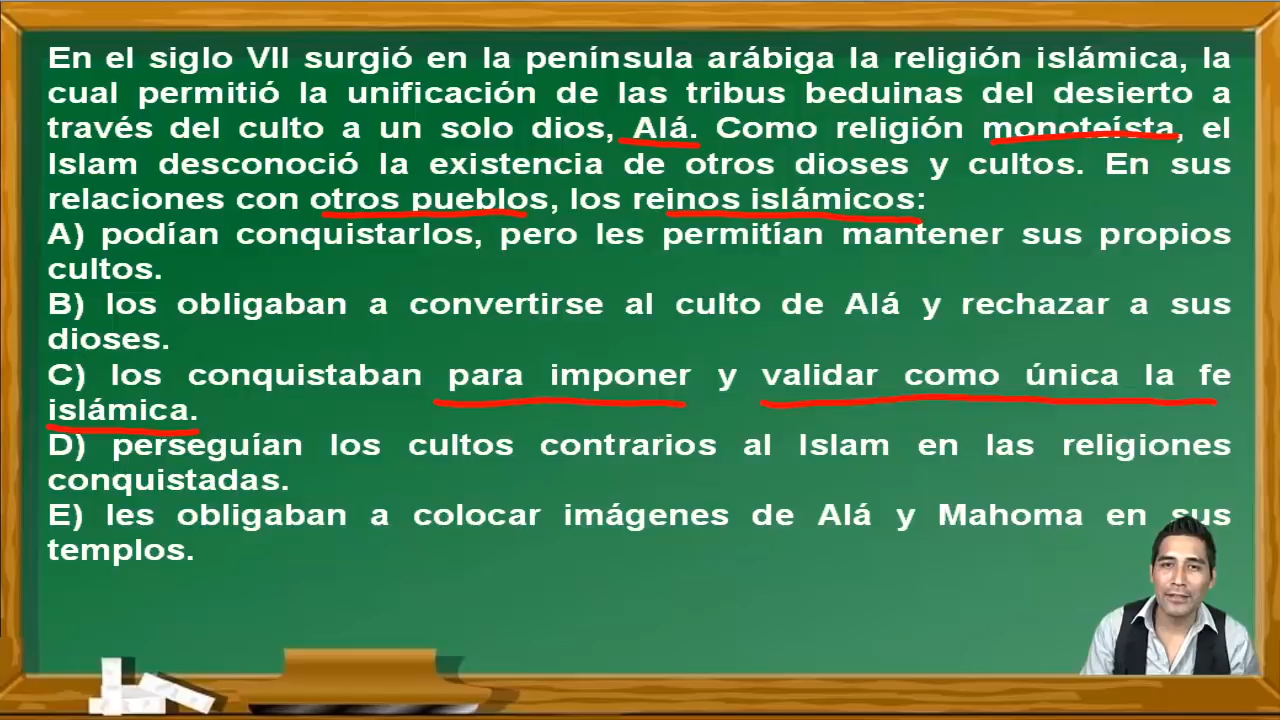 En el siglo VII surgió en la península arábiga la religión islámica, la
cual permitió la unificación de las tribus beduinas del desierto a
través del culto a un solo dios, Alá. Como religión monoteísta, el
Islam desconoció la existencia de otros dioses y cultos. En sus
relaciones con otros pueblos, los reinos islámicos:
A) podían conquistarlos, pero les permitían mantener sus propios
cultos.
B) los obligaban a convertirse al culto de Alá y rechazar a sus
dioses.
C) los conquistaban para imponer y validar como única la fe
islámica.
D) perseguían los cultos contrarios al Islam en las religiones
conquistadas.
E) les obligaban a colocar imágenes de Alá y Mahoma en sus
templos.